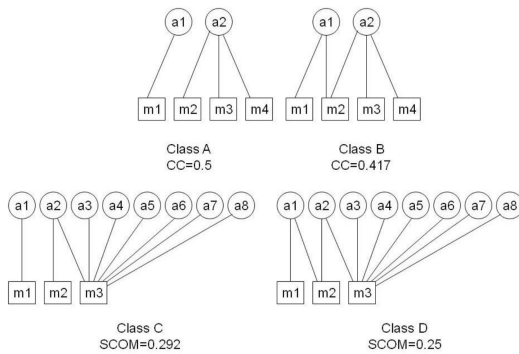 a1 a2 a1 a2
m1 m2 m3 m4 m1 m2 m3 m4
Class A Class B
CC=0.5 CC=0.417
a1 a2 a3 a4 a5 a6 a7 a8 a1 a2 a3 a4 a5 a6 a7 a8
m1 m2 m3 m1 m2 m3
Class C Class D
SCOM=0.292 SCOM=0.25